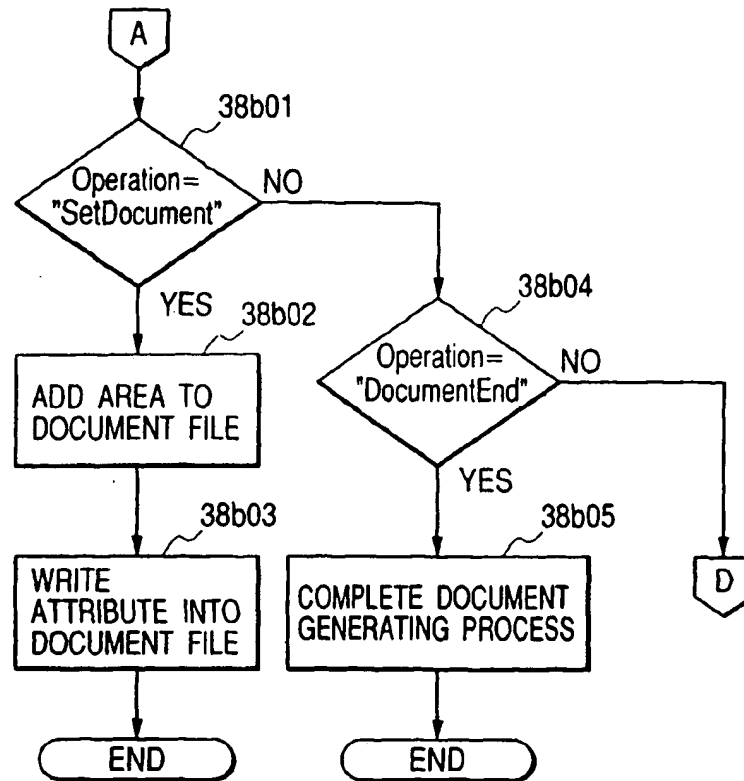 A
38b01
Operation=
"SetDocument"
NO
YES
38b02
ADD AREA TO
DOCUMENT FILE
38b03
WRITE
ATTRIBUTE INTO
DOCUMENT FILE
END
38b04
Operation=
"DocumentEnd"
NO
YES
38b05
COMPLETE DOCUMENT
GENERATING PROCESS
END
D